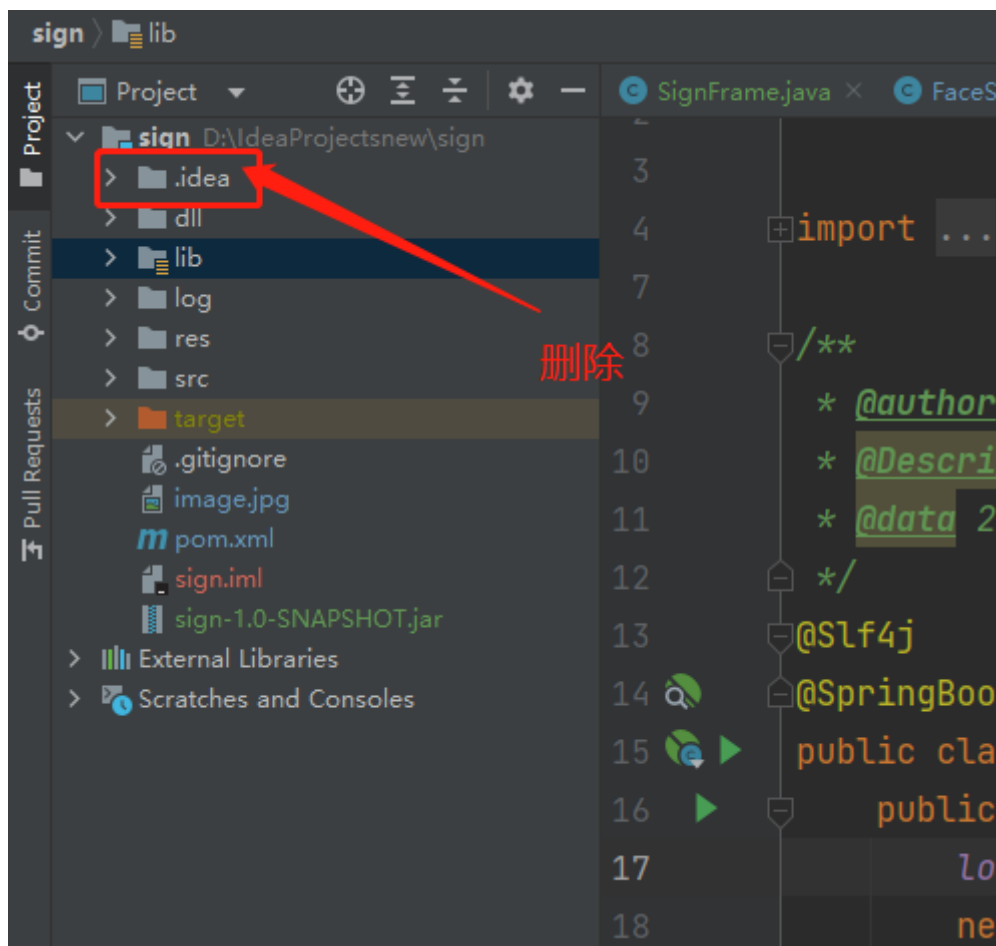 sign 〉 lib
Project
Project
Commit
Pull Requests
sign D:\IdeaProjectsnew\sign
.idea
dll
lib
log
res
src
target
.gitignore
image.jpg
pom.xml
sign.iml
sign-1.0-SNAPSHOT.jar
External Libraries
Scratches and Consoles
删除
SignFrame.java × FaceS
2
3
4 import ...
7
8 /**
9 * @author
10 * @Descri
11 * @data 2
12 */
13 @Slf4j
14 @SpringBoo
15 public cla
16 public
17 lo
18 ne